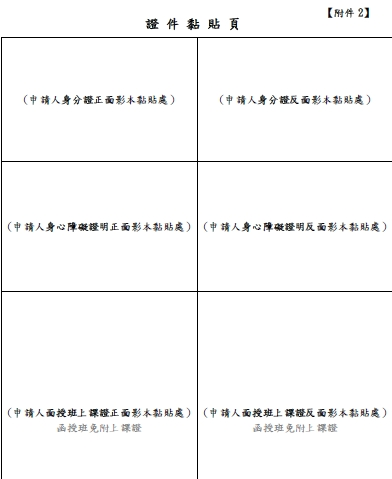 【附件 2】
證 件 黏 貼 頁
(申請人身分證正面影本黏貼處)
(申請人身分證反面影本黏貼處)
(申請人身心障礙證明正面影本黏貼處)
(申請人身心障礙證明反面影本黏貼處)
(申請人面授班上課證正面影本黏貼處)
函授班免附上課證
(申請人面授班上課證反面影本黏貼處)
函授班免附上課證